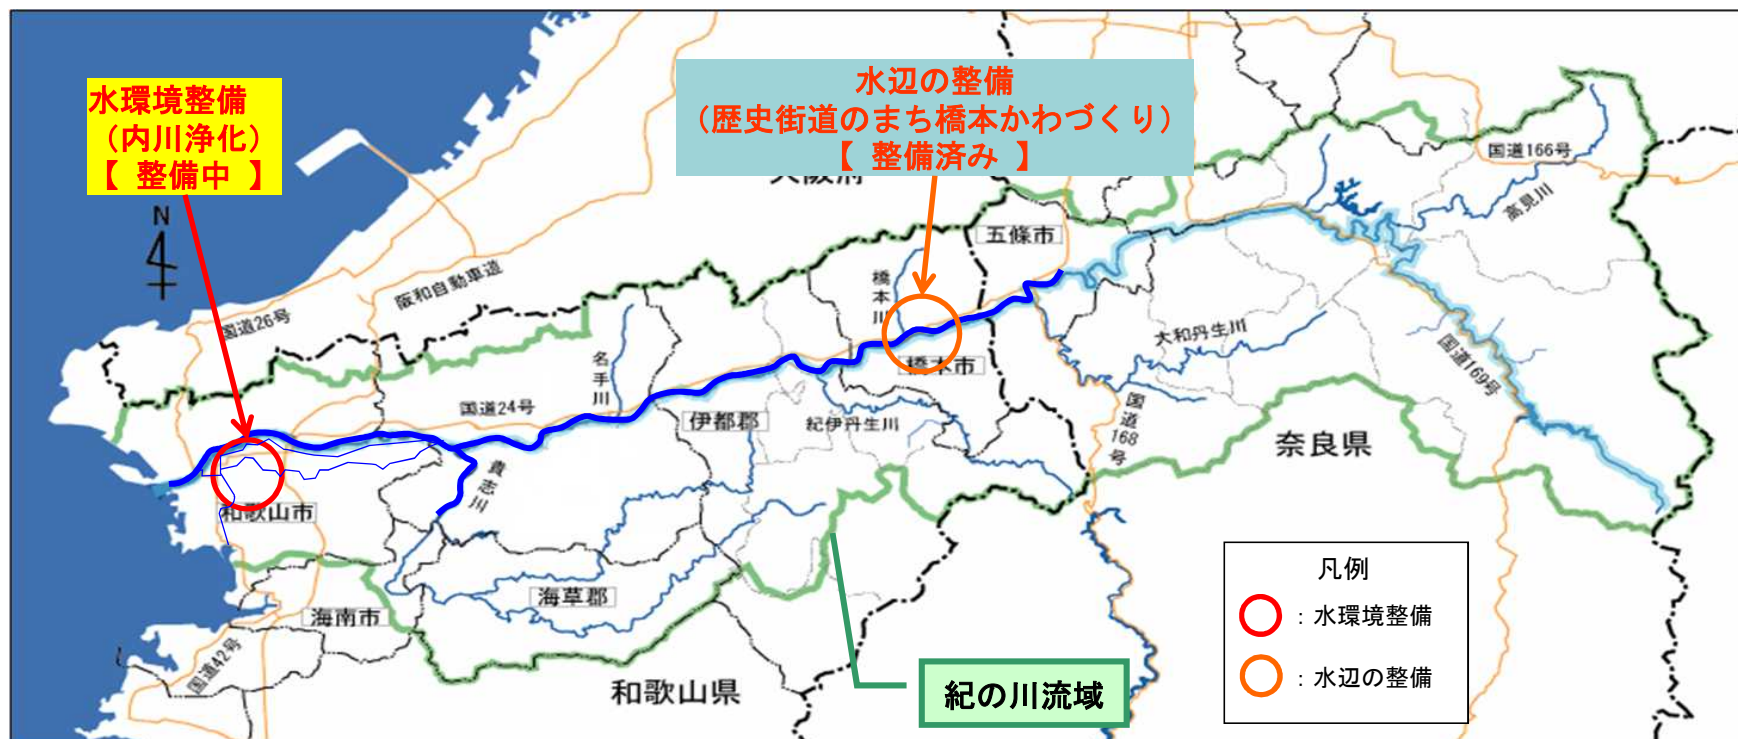 水環境整備
（内川浄化）
【 整備中 】
水辺の整備
（歴史街道のまち橋本かわづくり）
【 整備済み 】
大阪府
N
国道166号
高見川
五條市
阪和自動車道
国道26号
橋本川
大和丹生川
国道169号
名手川
橋本市
国道24号
伊都郡
紀伊丹生川
国道168号
奈良県
貴志川
和歌山市
海草郡
海南市
国道42号
和歌山県
紀の川流域
凡例
：水環境整備
：水辺の整備